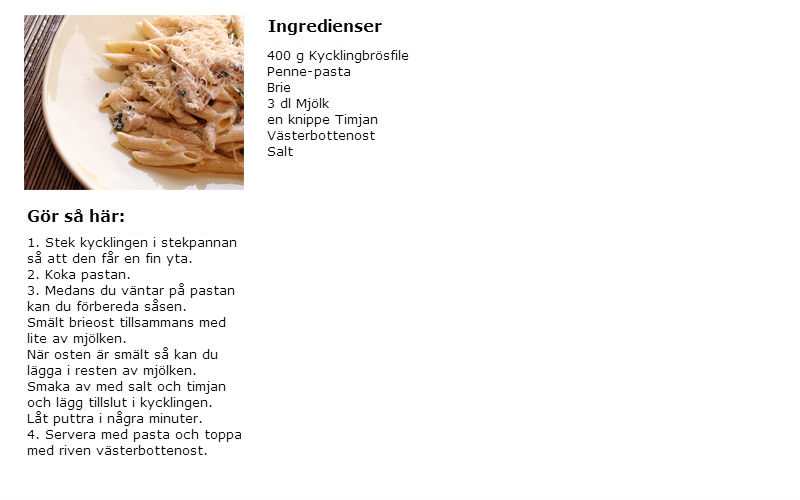 Ingredienser
400 g Kycklingbrösfile
Penne-pasta
Brie
3 dl Mjölk
en knippe Timjan
Västerbottenost
Salt
Gör så här:
1. Stek kycklingen i stekpannan
så att den får en fin yta.
2. Koka pastan.
3. Medans du väntar på pastan
kan du förbereda såsen.
Smält brieost tillsammans med
lite av mjölken.
När osten är smält så kan du
lägga i resten av mjölken.
Smaka av med salt och timjan
och lägg tillslut i kycklingen.
Låt puttra i några minuter.
4. Servera med pasta och toppa
med riven västerbottenost.